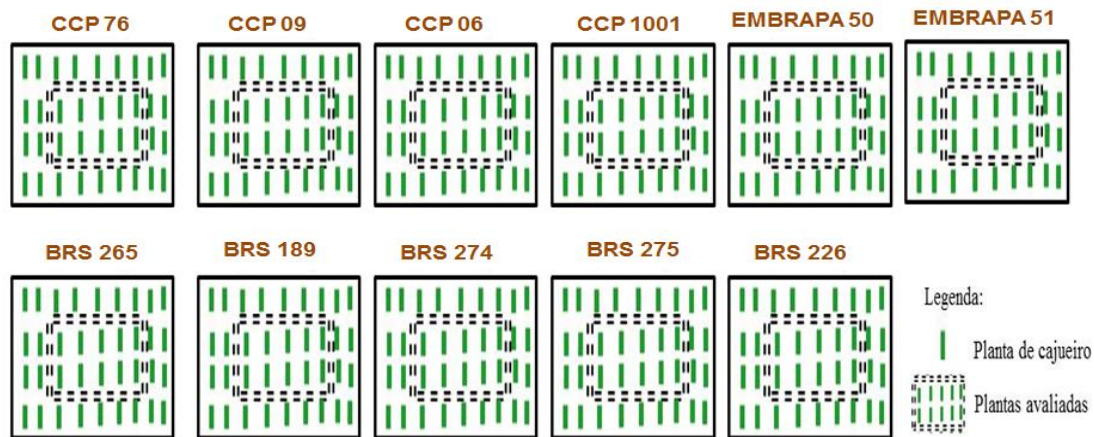 CCP 76 CCP 09 CCP 06 CCP 1001 EMBRAPA 50 EMBRAPA 51
BRS 265 BRS 189 BRS 274 BRS 275 BRS 226
Legenda:
Planta de cajueiro
Plantas avaliadas